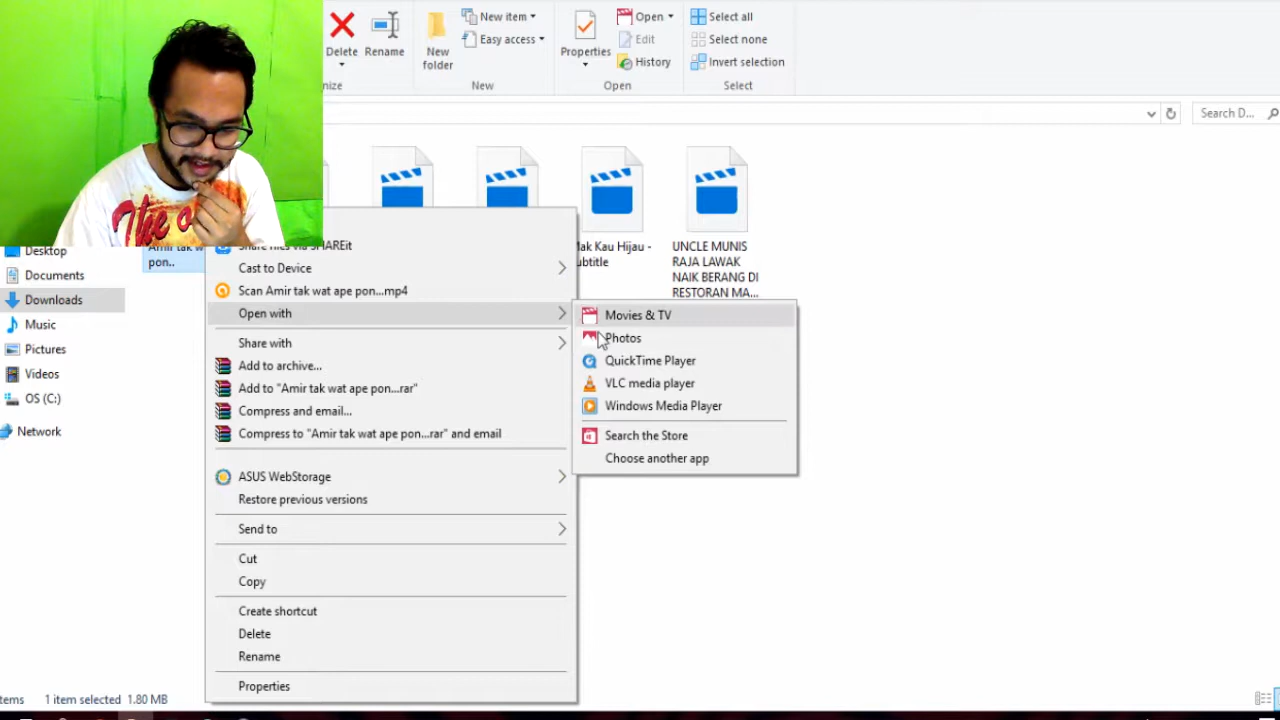 New item
Open
Select all
Easy access
Edit
Select none
Delete
Rename
New
folder
Properties
History
Invert selection
nize
New
Open
Select
Search D...
The
Desktop
Documents
Downloads
Music
Pictures
Videos
OS (C:)
Network
Amir tak w
pon..
Mak Kau Hijau -
ubtitle
UNCLE MUNIS
RAJA LAWAK
NAIK BERANG DI
RESTORAN MA...
Share files via SHAREit
Cast to Device
Scan Amir tak wat ape pon...mp4
Open with
Share with
Add to archive...
Add to "Amir tak wat ape pon...rar"
Compress and email...
Compress to "Amir tak wat ape pon...rar" and email
ASUS WebStorage
Restore previous versions
Send to
Cut
Copy
Create shortcut
Delete
Rename
Properties
Movies & TV
Photos
QuickTime Player
VLC media player
Windows Media Player
Search the Store
Choose another app
tems 1 item selected 1.80 MB